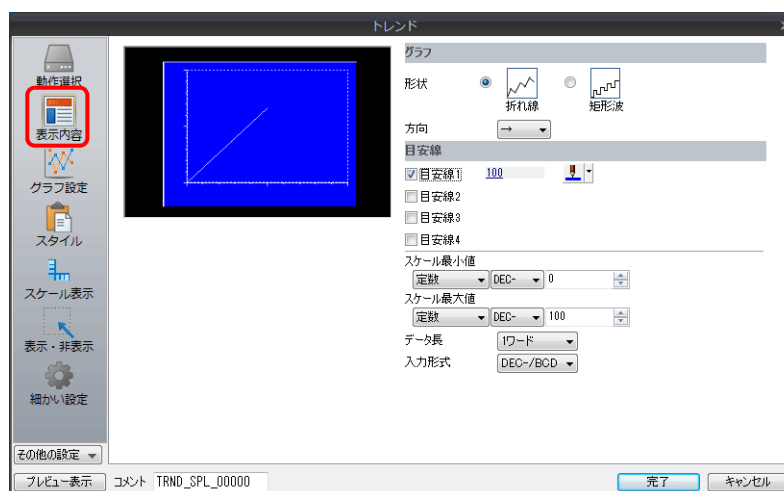 トレンド
動作選択
表示内容
グラフ設定
スタイル
スケール表示
表示・非表示
細かい設定
その他の設定
グラフ
形状
折れ線
矩形波
方向
→
目安線
目安線1 100
目安線2
目安線3
目安線4
スケール最小値
定数 DEC- 0
スケール最大値
定数 DEC- 100
データ長 1ワード
入力形式 DEC-/BCD
プレビュー表示 コメント TRND_SPL_00000 完了 キャンセル